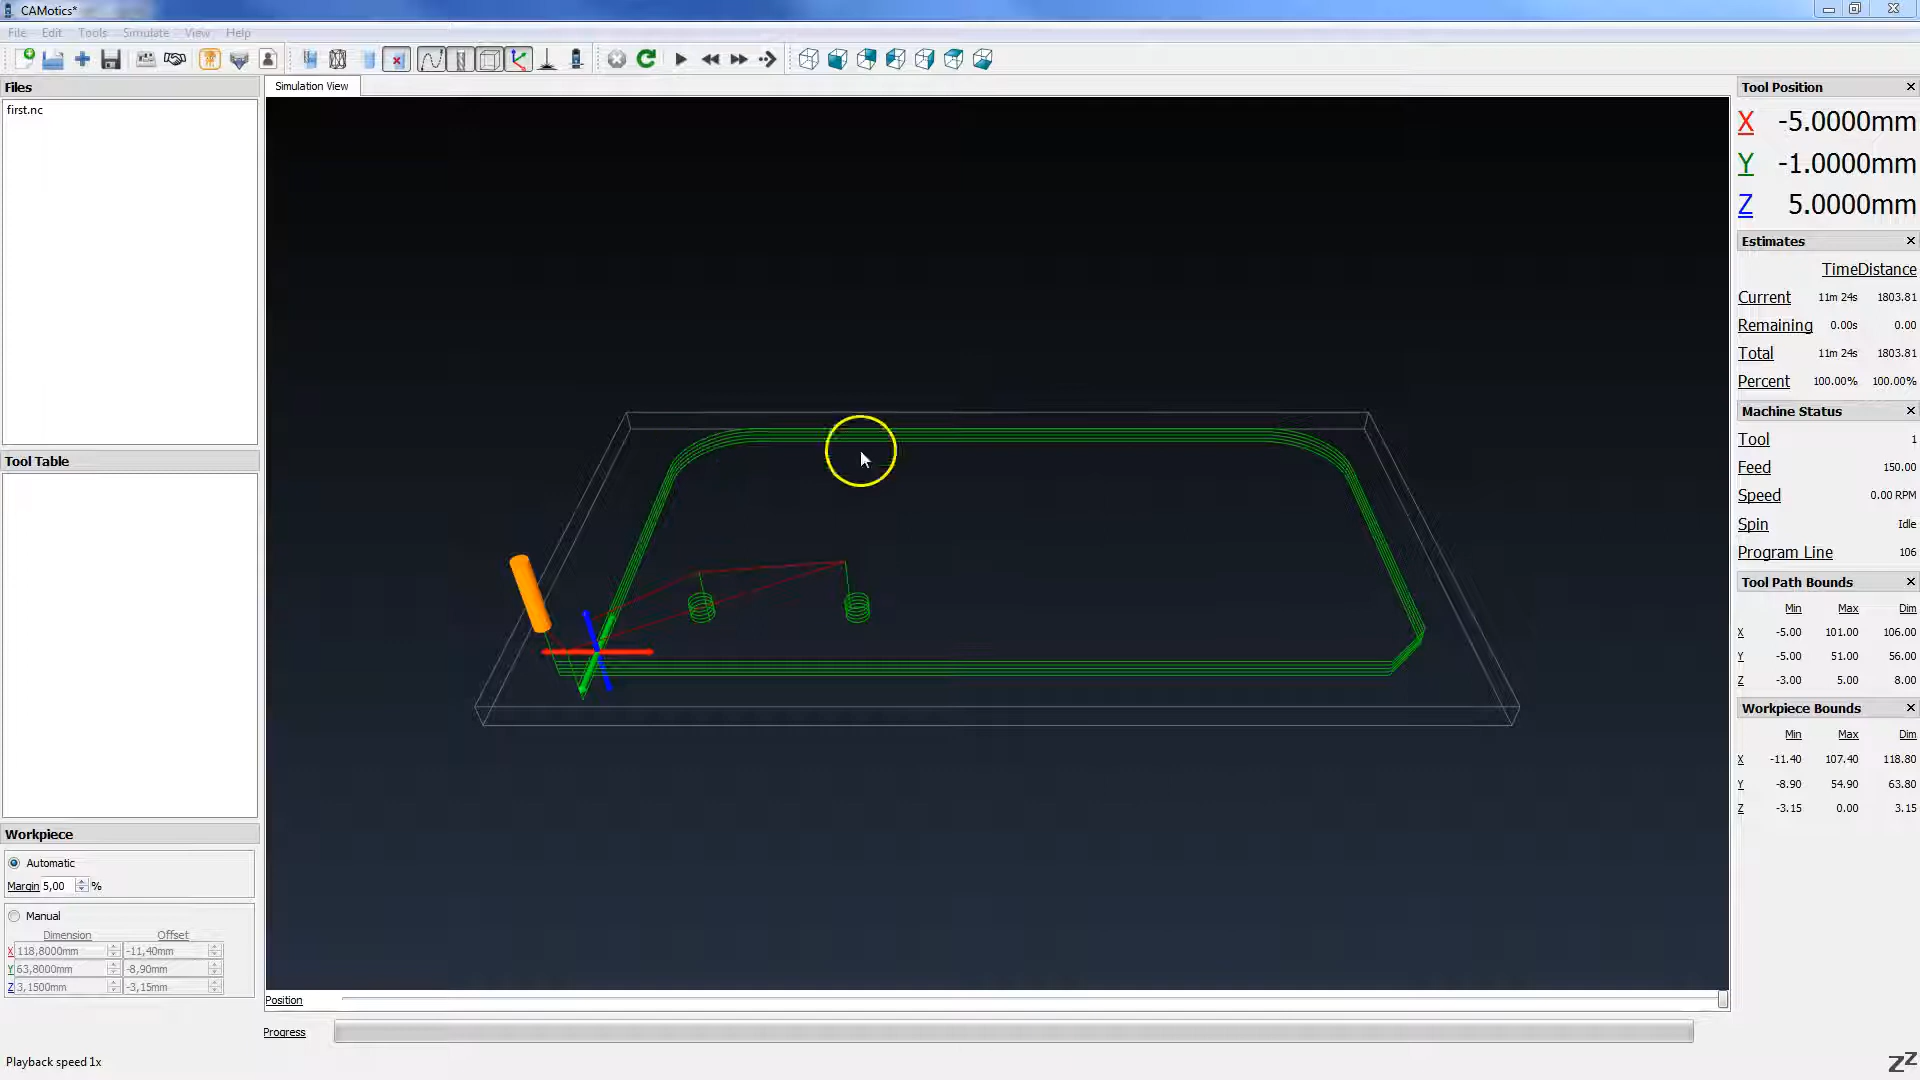 CAMotics*
File Edit Tools Simulate View Help
Files
Simulation View
Tool Position
first.nc
X -5.0000mm
Y -1.0000mm
Z 5.0000mm
Estimates
TimeDistance
Current 11m 24s 1803.81
Remaining 0.00s 0.00
Total 11m 24s 1803.81
Percent 100.00% 100.00%
Machine Status
Tool 1
Tool Table
Feed 150.00
Speed 0.00 RPM
Spin Idle
Program Line 106
Tool Path Bounds
Min Max Dim
X -5.00 101.00 106.00
Y -5.00 51.00 56.00
Z -3.00 5.00 8.00
Workpiece Bounds
Min Max Dim
X -11.40 107.40 118.80
Y -8.90 54.90 63.80
Z -3.15 0.00 3.15
Workpiece
Automatic
Margin 5,00 %
Manual
Dimension Offset
X 118,8000mm -11,40mm
Y 63,8000mm -8,90mm
Z 3,1500mm -3,15mm
Position
Progress
Playback speed 1x
zZ